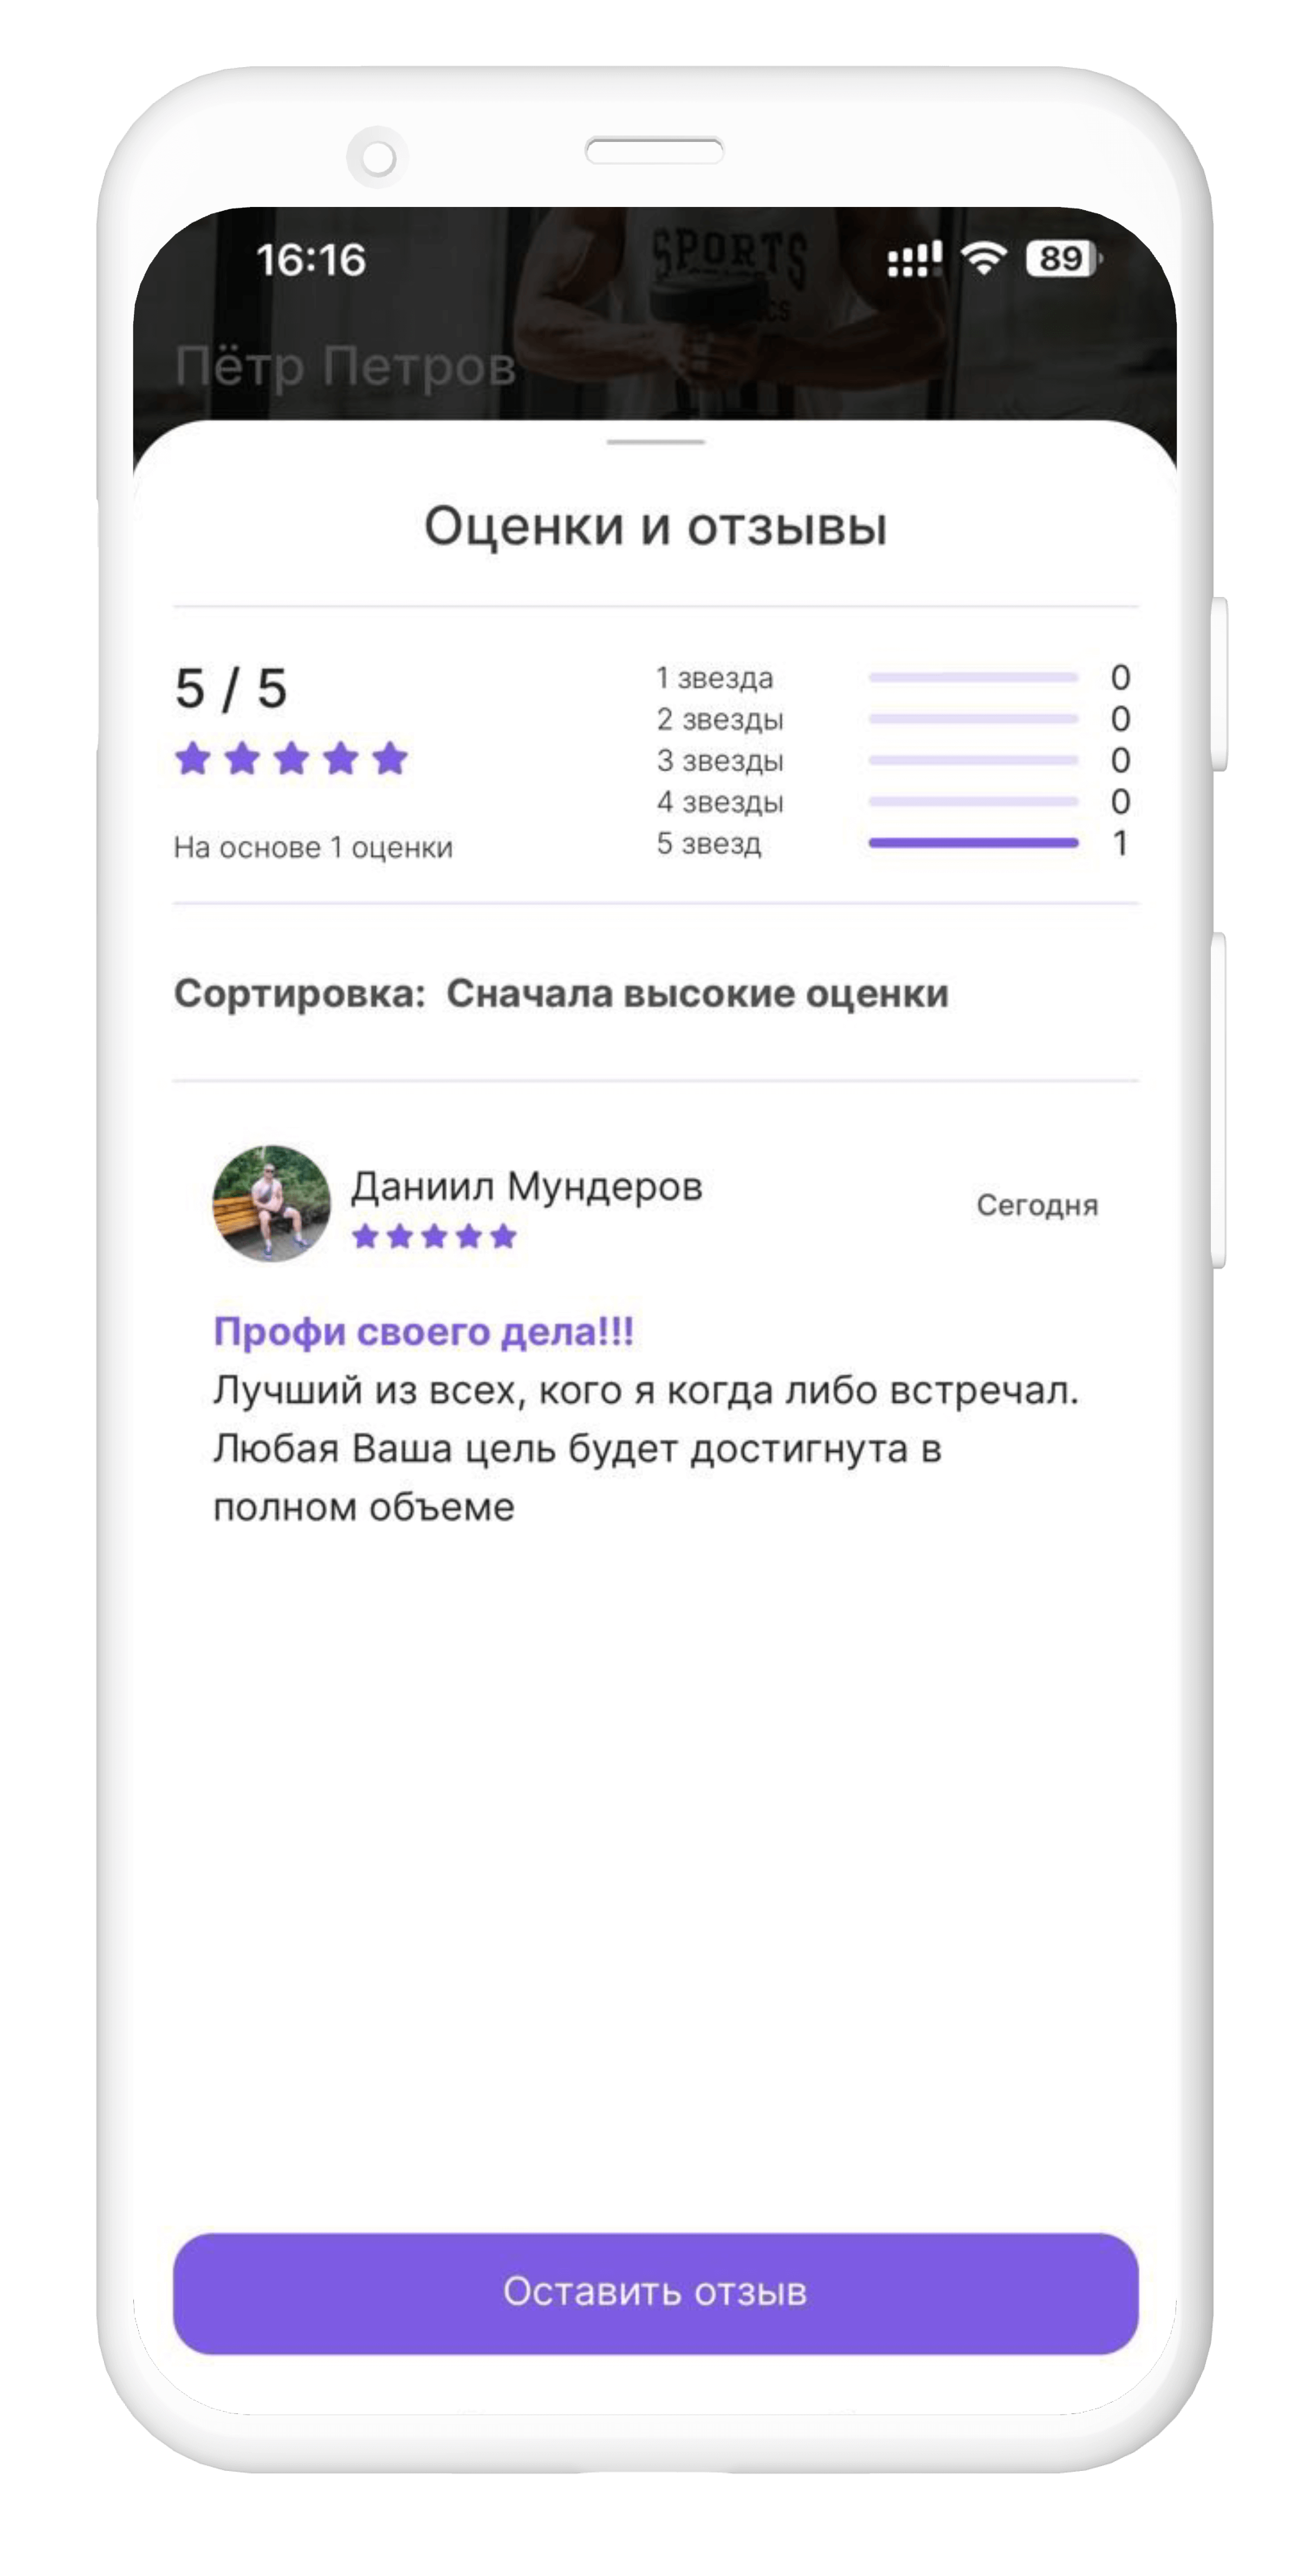 16:16
89
SPORTS
CS
Пётр Петров
Оценки и отзывы
5 / 5
На основе 1 оценки
1 звезда 0
2 звезды 0
3 звезды 0
4 звезды 0
5 звезд 1
Сортировка: Сначала высокие оценки
Даниил Мундеров
Сегодня
Профи своего дела!!!
Лучший из всех, кого я когда либо встречал.
Любая Ваша цель будет достигнута в
полном объеме
Оставить отзыв